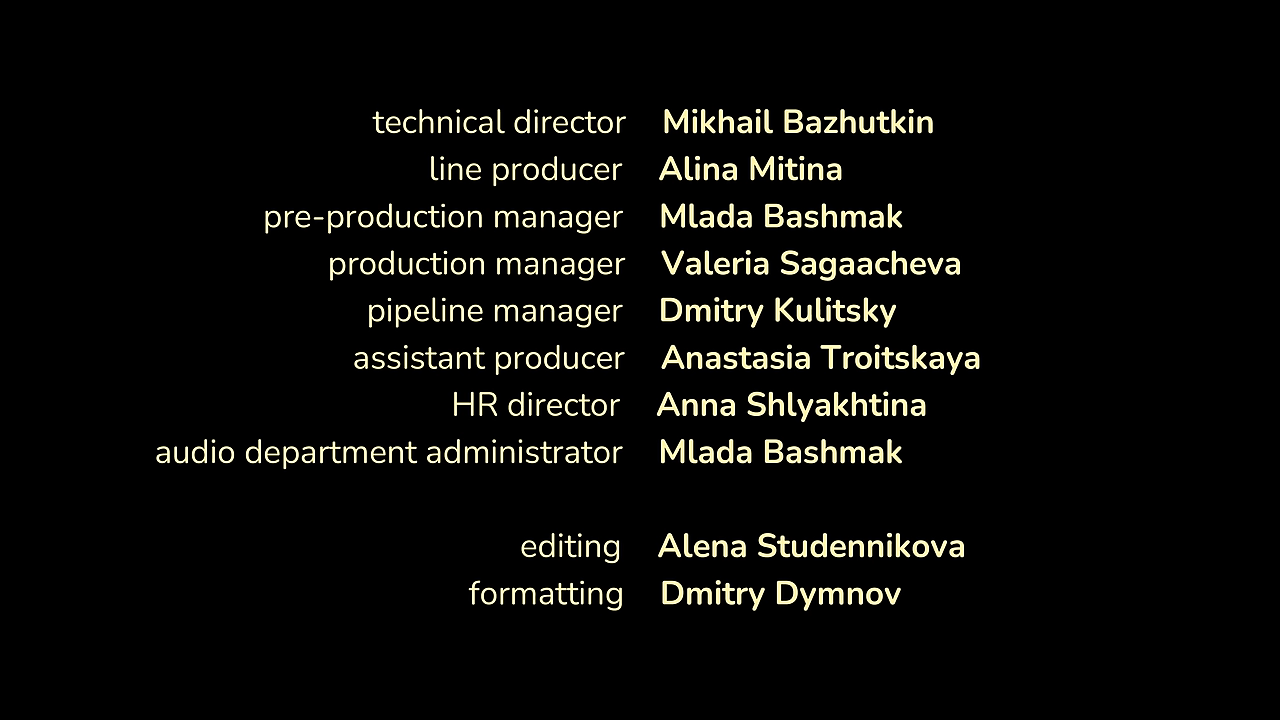 technical director Mikhail Bazhutkin
line producer Alina Mitina
pre-production manager Mlada Bashmak
production manager Valeria Sagaacheva
pipeline manager Dmitry Kulitsky
assistant producer Anastasia Troitskaya
HR director Anna Shlyakhtina
audio department administrator Mlada Bashmak
editing Alena Studennikova
formatting Dmitry Dymnov